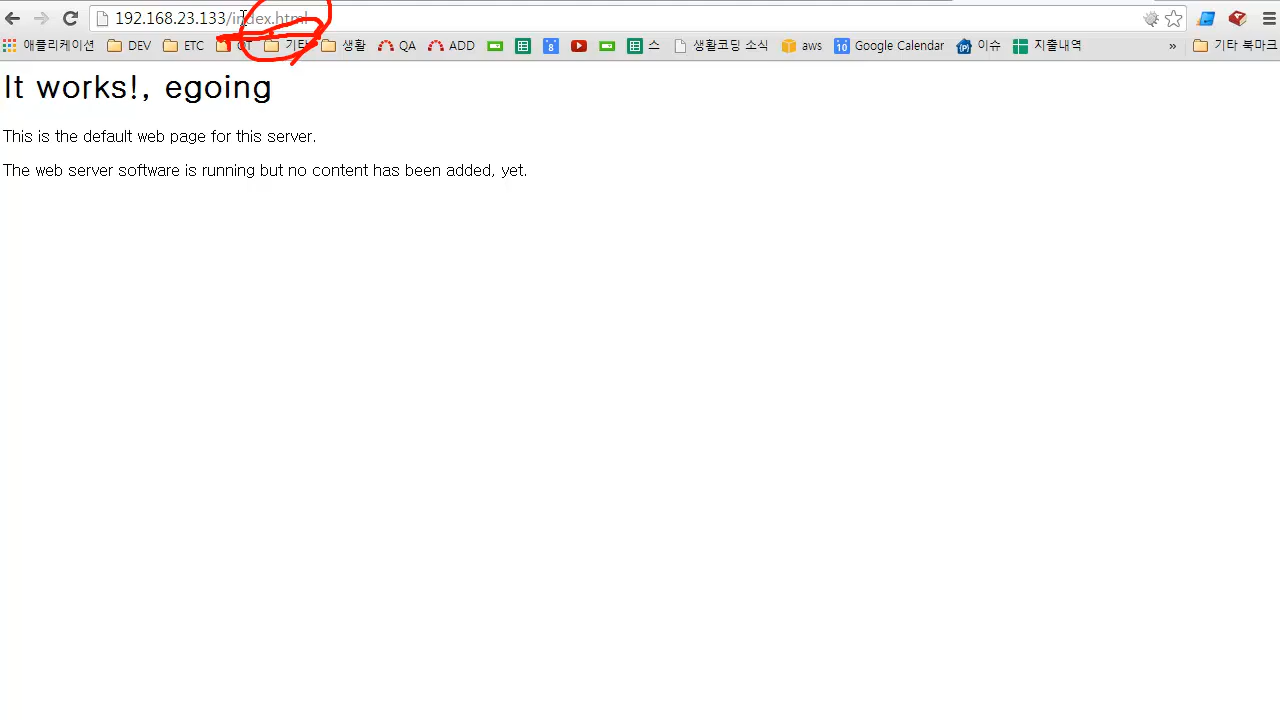 192.168.23.133/index.html
애플리케이션 DEV ETC OT 기타 생활 QA ADD 8 스 생활코딩 소식 aws 10 Google Calendar (P) 이슈 지출내역 » 기타 북마크
It works!, egoing
This is the default web page for this server.
The web server software is running but no content has been added, yet.